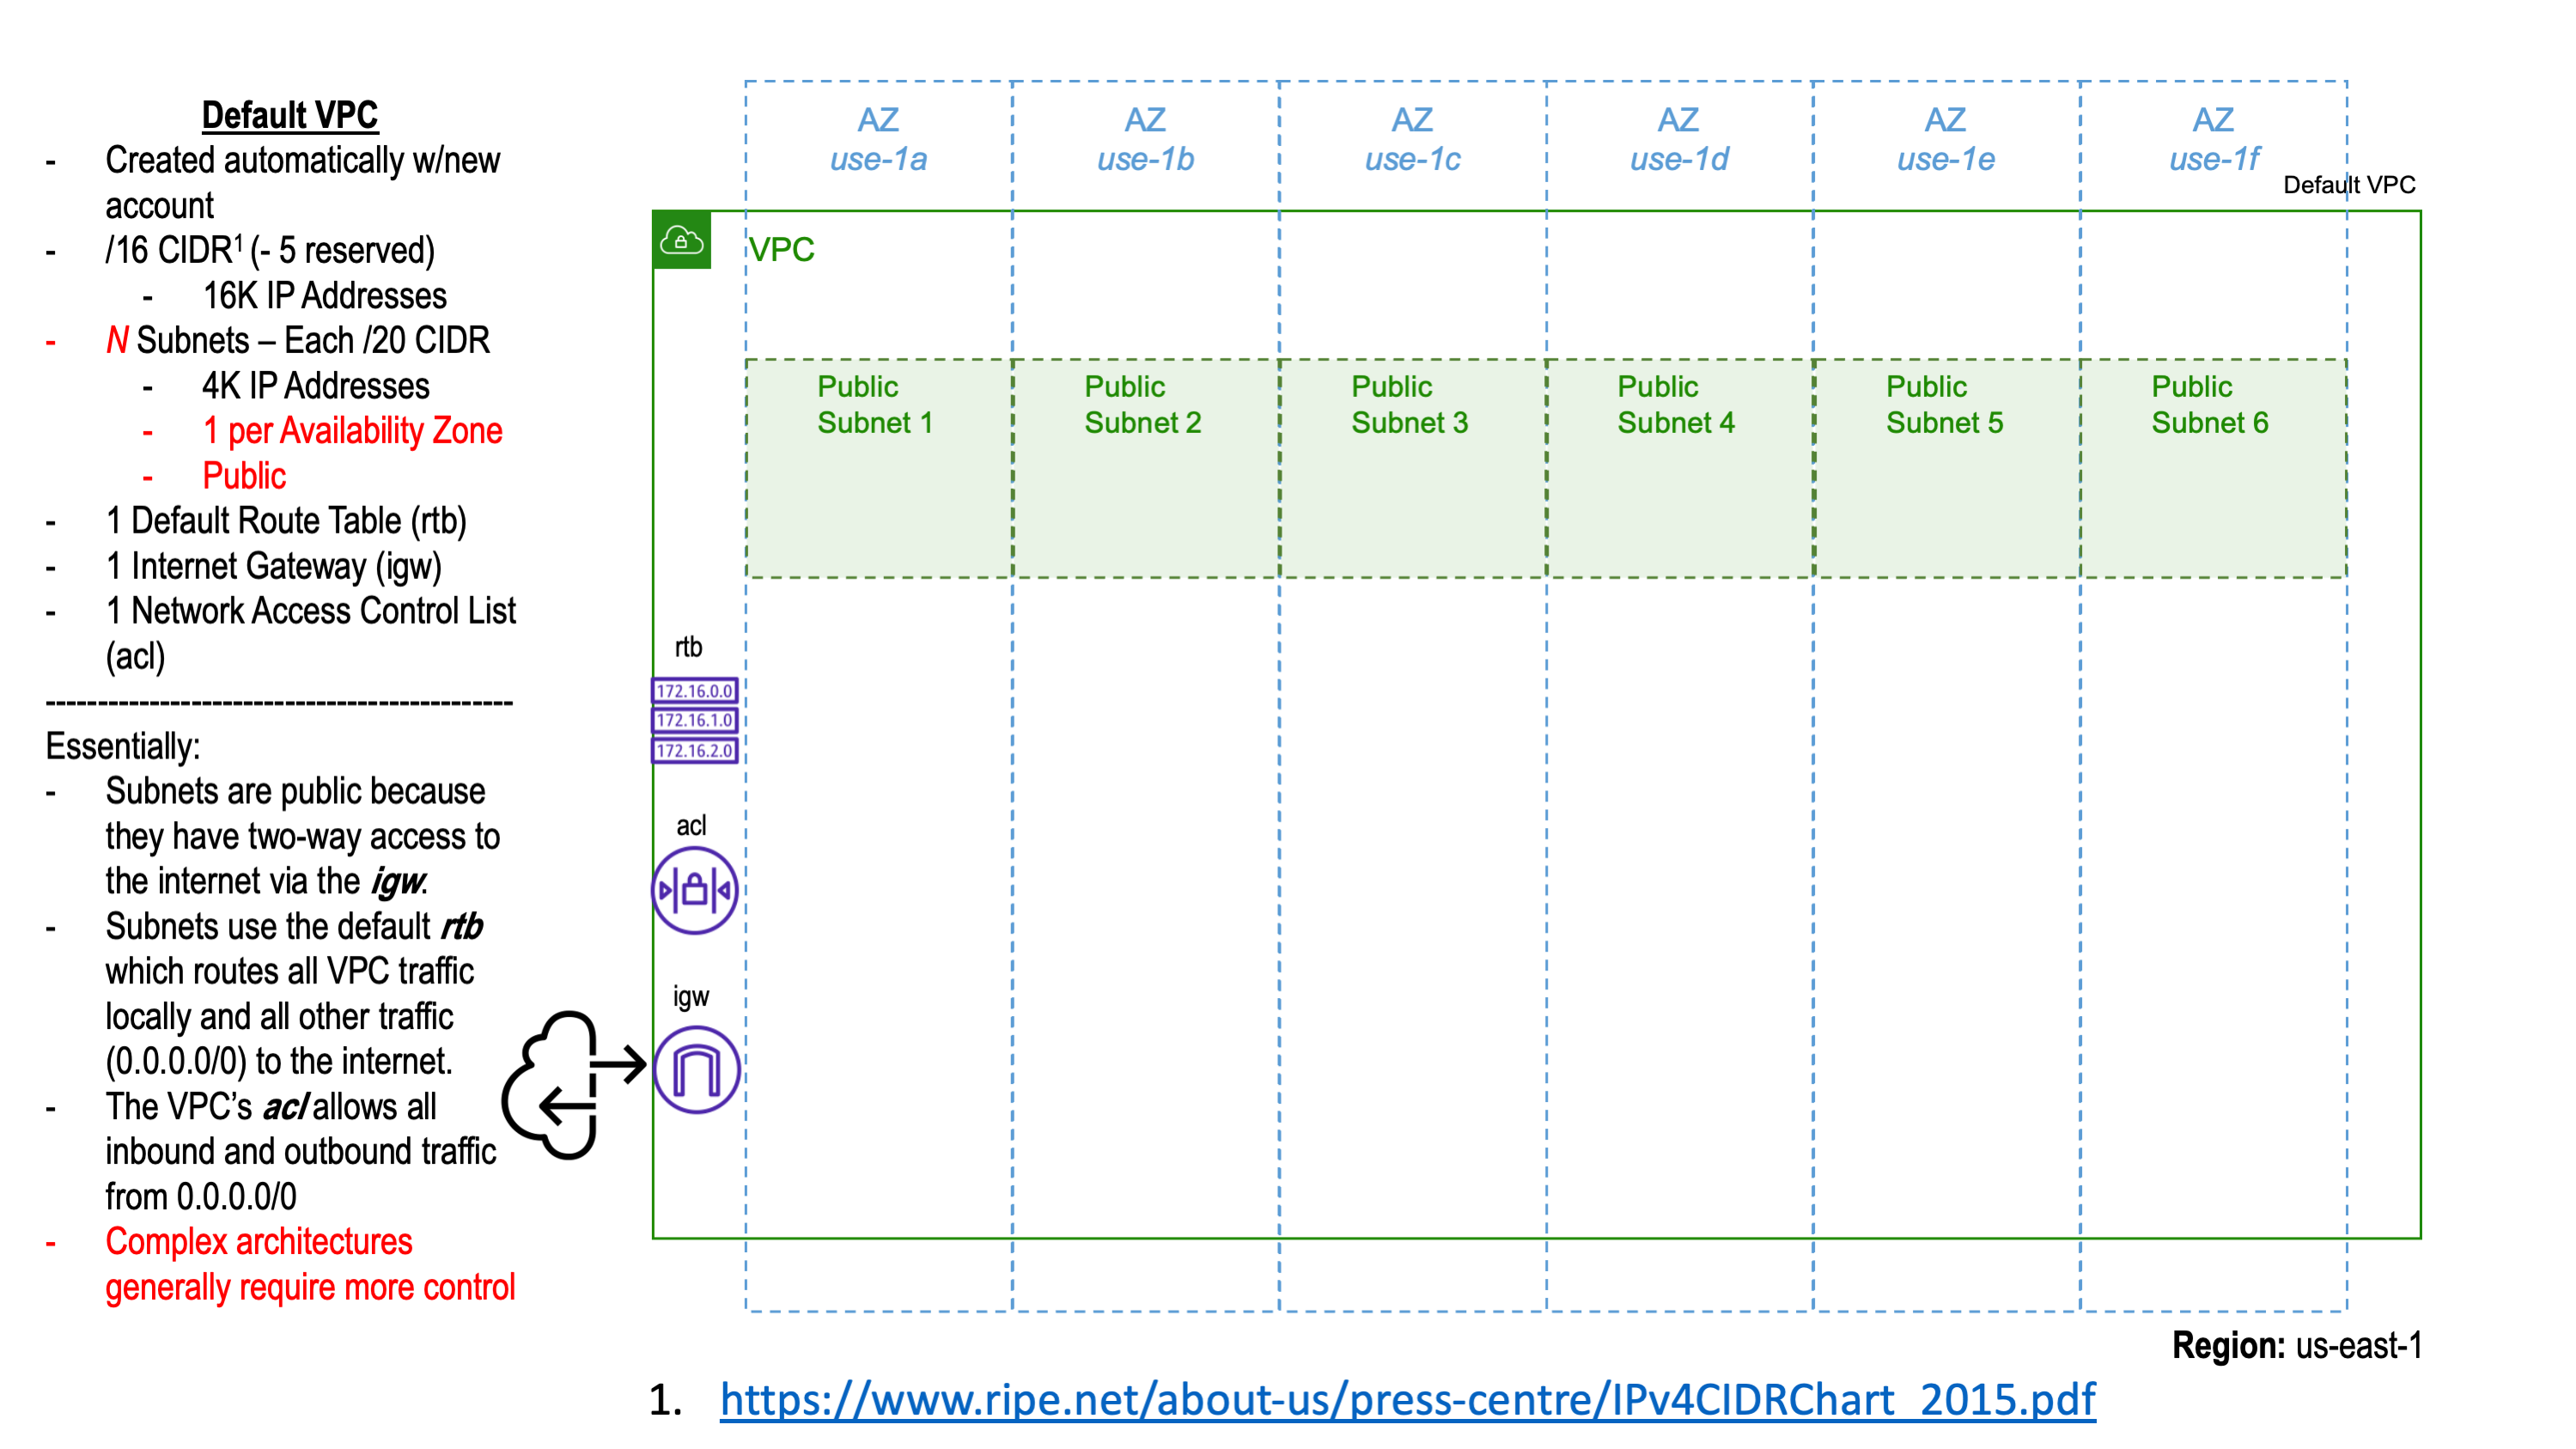 Default VPC
- Created automatically w/new
account
- /16 CIDR¹ (- 5 reserved)
- 16K IP Addresses
- N Subnets – Each /20 CIDR
- 4K IP Addresses
- 1 per Availability Zone
- Public
- 1 Default Route Table (rtb)
- 1 Internet Gateway (igw)
- 1 Network Access Control List
(acl)
---------------------------------------------
Essentially:
- Subnets are public because
they have two-way access to
the internet via the igw.
- Subnets use the default rtb
which routes all VPC traffic
locally and all other traffic
(0.0.0.0/0) to the internet.
- The VPC’s acl allows all
inbound and outbound traffic
from 0.0.0.0/0
- Complex architectures
generally require more control
AZ
use-1a
AZ
use-1b
AZ
use-1c
AZ
use-1d
AZ
use-1e
AZ
use-1f
Default VPC
VPC
Public
Subnet 1
Public
Subnet 2
Public
Subnet 3
Public
Subnet 4
Public
Subnet 5
Public
Subnet 6
rtb
172.16.0.0
172.16.1.0
172.16.2.0
acl
igw
Region: us-east-1
1. https://www.ripe.net/about-us/press-centre/IPv4CIDRChart_2015.pdf